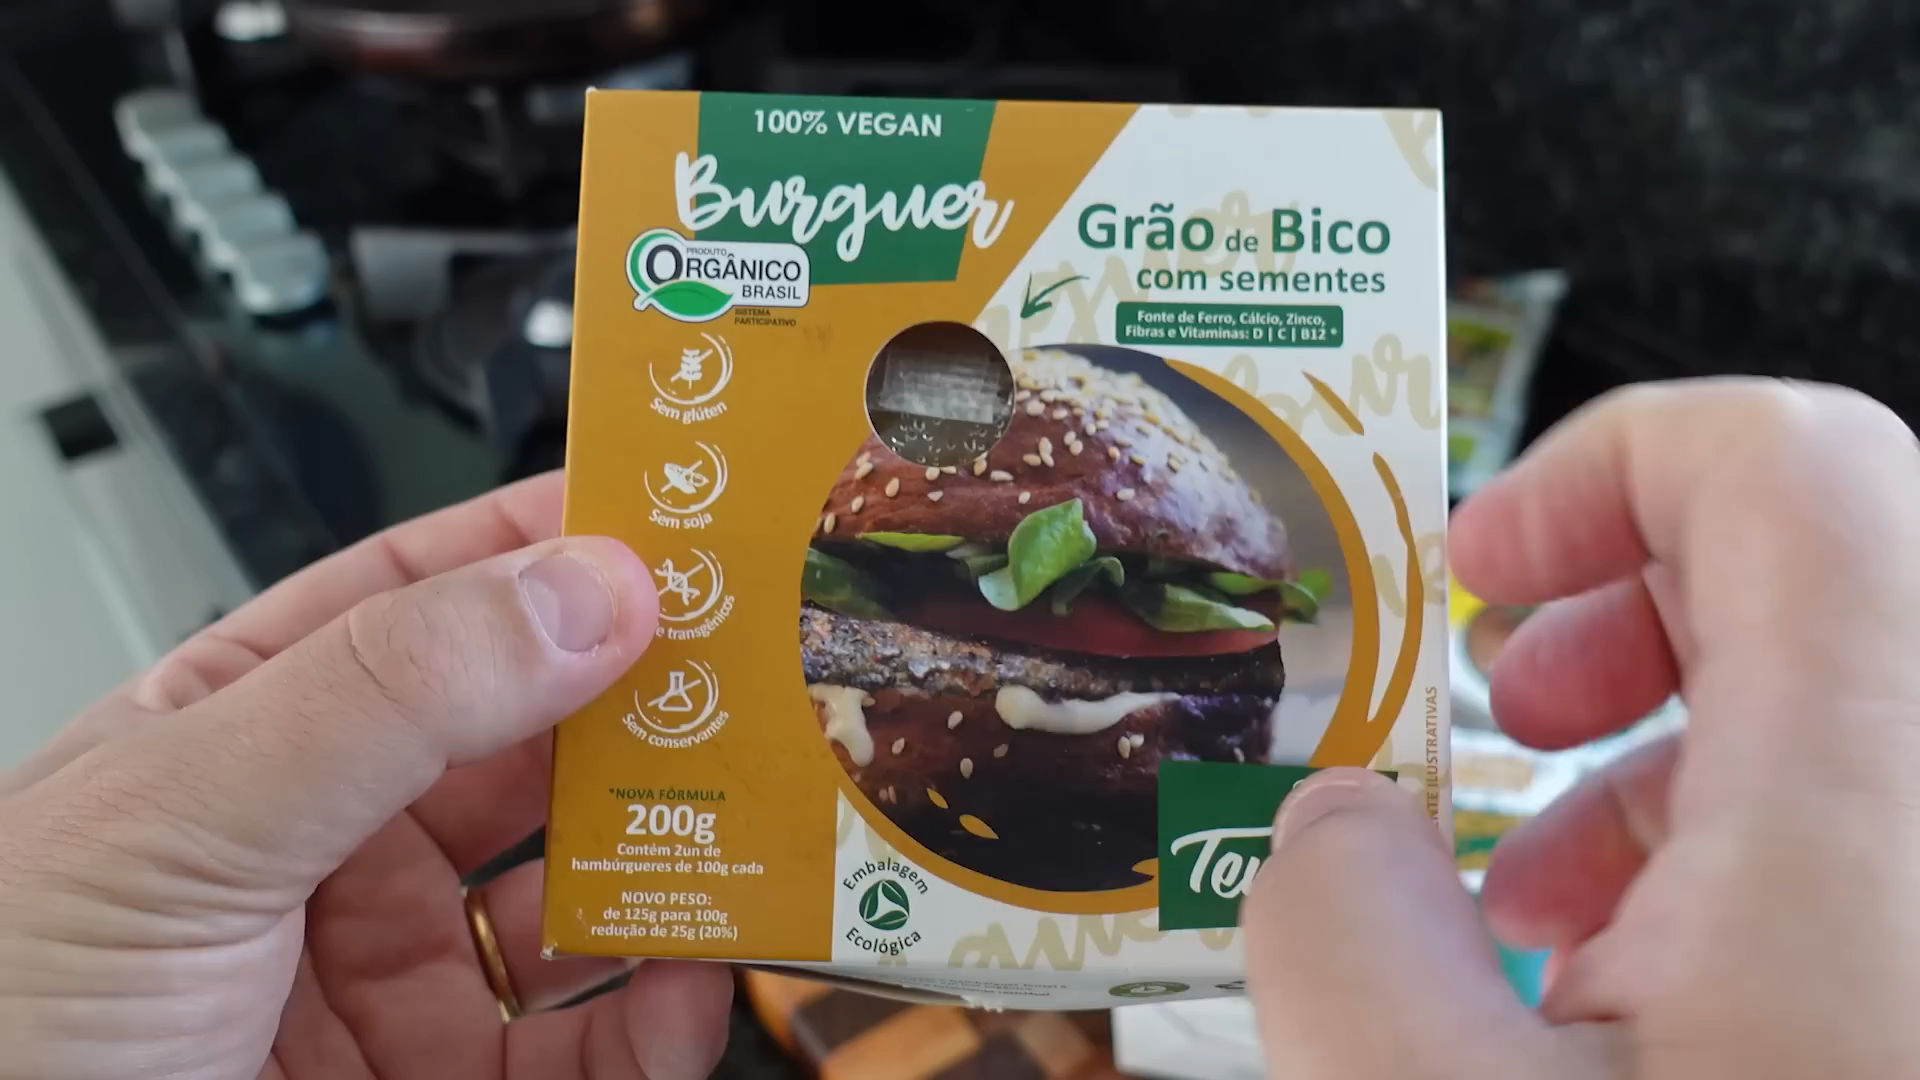 100% VEGAN
Burguer
PRODUTO
ORGÂNICO
BRASIL
SISTEMA
PARTICIPATIVO
Grão de Bico
com sementes
Fonte de Ferro, Cálcio, Zinco,
Fibras e Vitaminas: D | C | B12 *
Sem glúten
Sem soja
e transgênicos
Sem conservantes
*NOVA FÓRMULA
200g
Contém 2un de
hambúrgueres de 100g cada
NOVO PESO:
de 125g para 100g
redução de 25g (20%)
Embalagem
Ecológica
ILUSTRATIVAS